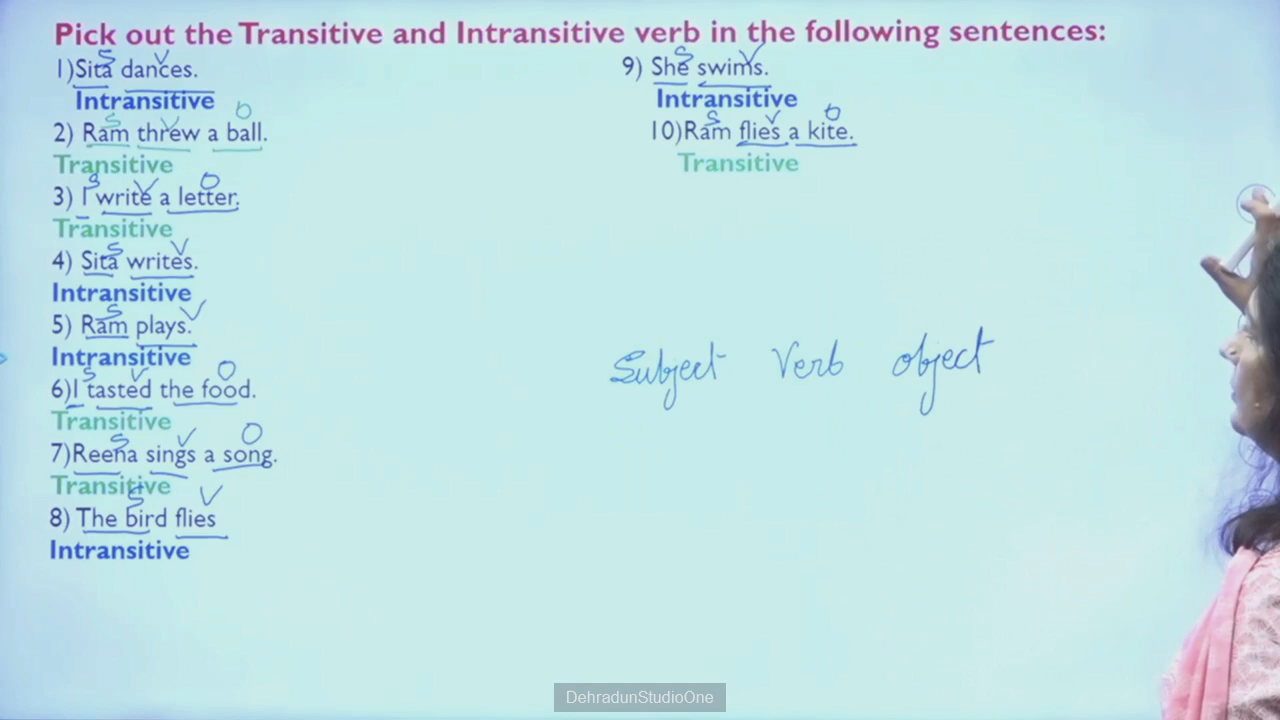 Pick out the Transitive and Intransitive verb in the following sentences:
S V
1)Sita dances.
Intransitive
S V O
2) Ram threw a ball.
Transitive
S V O
3) I write a letter.
Transitive
S V
4) Sita writes.
Intransitive
S V
5) Ram plays.
Intransitive
S V O
6)I tasted the food.
Transitive
S V O
7)Reena sings a song.
Transitive
S V
8) The bird flies
Intransitive
S V
9) She swims.
Intransitive
S V O
10)Ram flies a kite.
Transitive
Subject Verb object
DehradunStudioOne